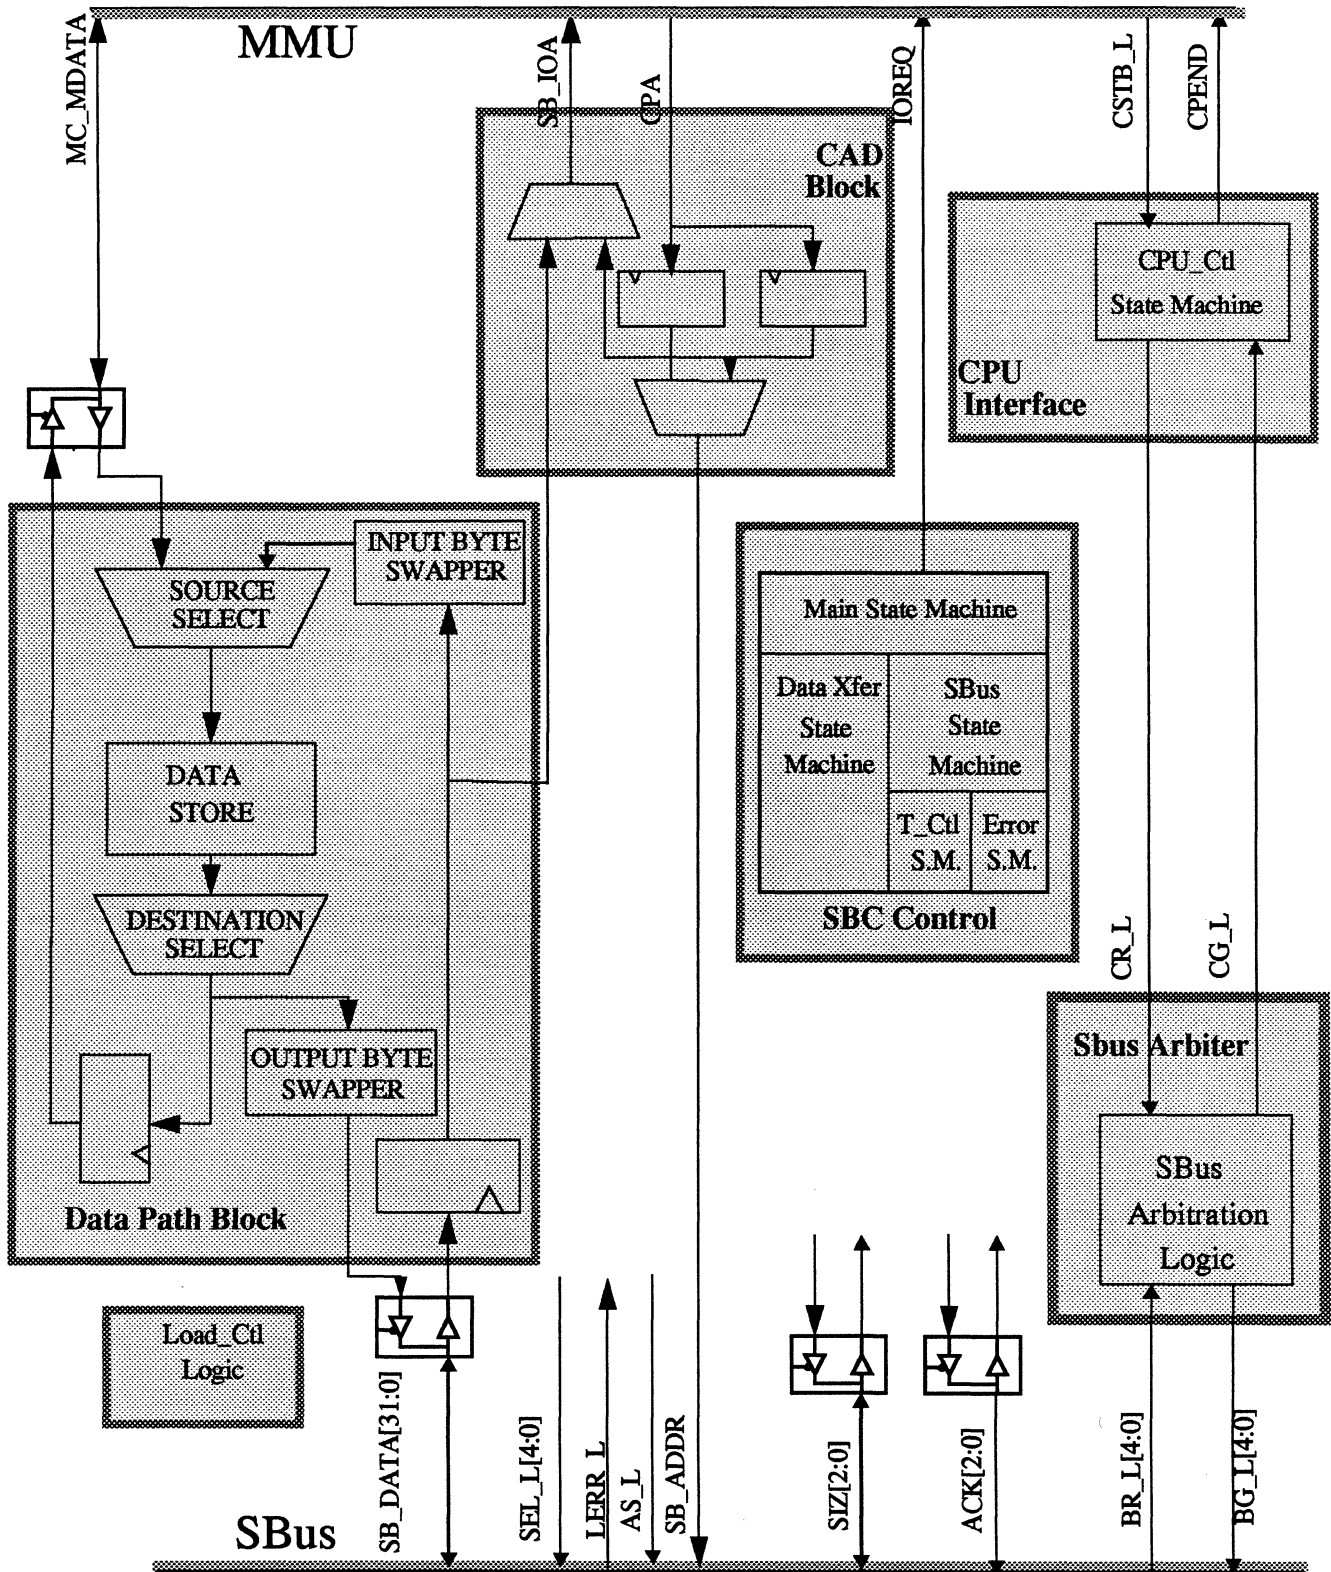 MMU
MC_MDATA
SB_IOA
CPA
IOREQ
CSTB_L
CPEND
CAD
Block
CPU_Ctl
State Machine
CPU
Interface
INPUT BYTE
SWAPPER
SOURCE
SELECT
DATA
STORE
DESTINATION
SELECT
OUTPUT BYTE
SWAPPER
Data Path Block
Main State Machine
Data Xfer
State
Machine
SBus
State
Machine
T_Ctl
S.M.
Error
S.M.
SBC Control
CR_L
CG_L
Sbus Arbiter
SBus
Arbitration
Logic
Load_Ctl
Logic
SB_DATA[31:0]
SEL_L[4:0]
LERR_L
AS_L
SB_ADDR
SIZ[2:0]
ACK[2:0]
BR_L[4:0]
BG_L[4:0]
SBus